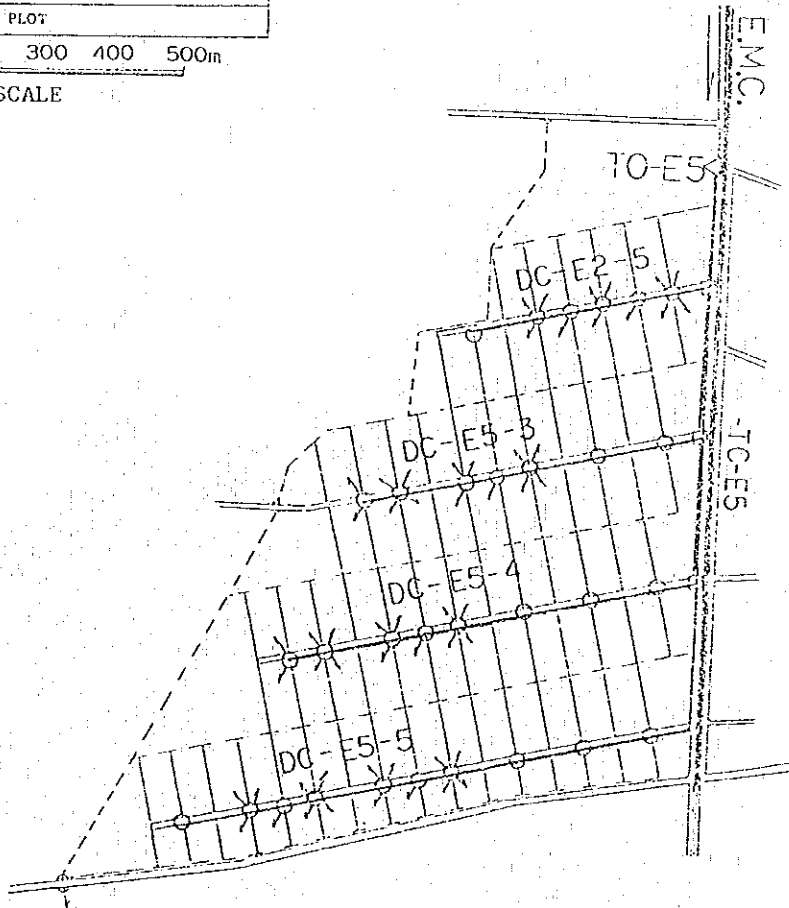 PLOT
300 400 500m
SCALE
E.M.C.
TO-E5
DC-E2-5
DC-E5-3
-TC-E5
DC-E5-4
DC-E5-5